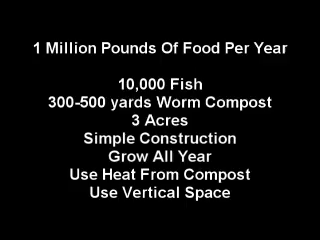 1 Million Pounds Of Food Per Year
10,000 Fish
300-500 yards Worm Compost
3 Acres
Simple Construction
Grow All Year
Use Heat From Compost
Use Vertical Space